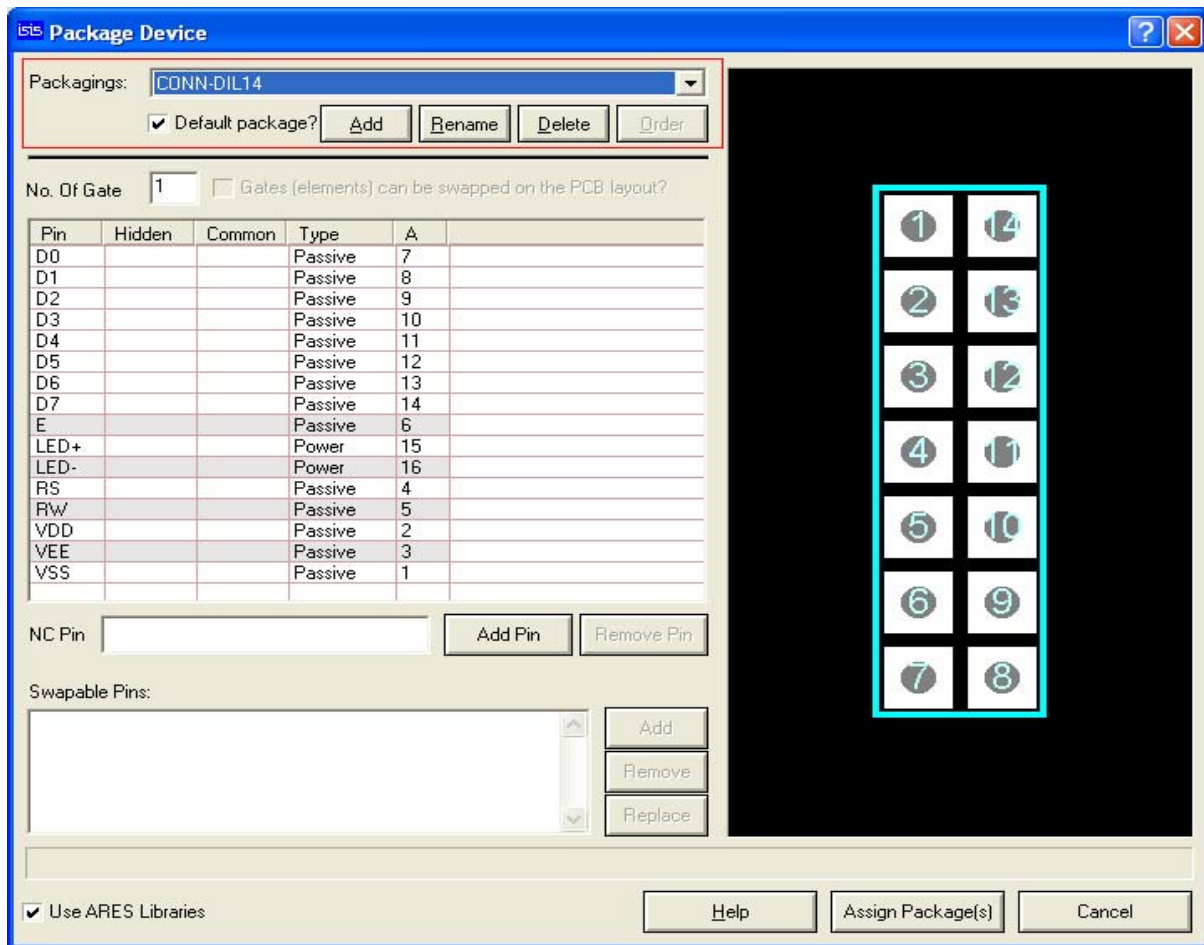 isis Package Device
Packagings: CONN-DIL14
Default package? Add Rename Delete Order
No. Of Gate 1 Gates (elements) can be swapped on the PCB layout?
Pin Hidden Common Type A
D0 Passive 7
D1 Passive 8
D2 Passive 9
D3 Passive 10
D4 Passive 11
D5 Passive 12
D6 Passive 13
D7 Passive 14
E Passive 6
LED+ Power 15
LED- Power 16
RS Passive 4
RW Passive 5
VDD Passive 2
VEE Passive 3
VSS Passive 1
NC Pin Add Pin Remove Pin
Swapable Pins:
Add
Remove
Replace
1 14
2 13
3 12
4 11
5 10
6 9
7 8
Use ARES Libraries Help Assign Package(s) Cancel